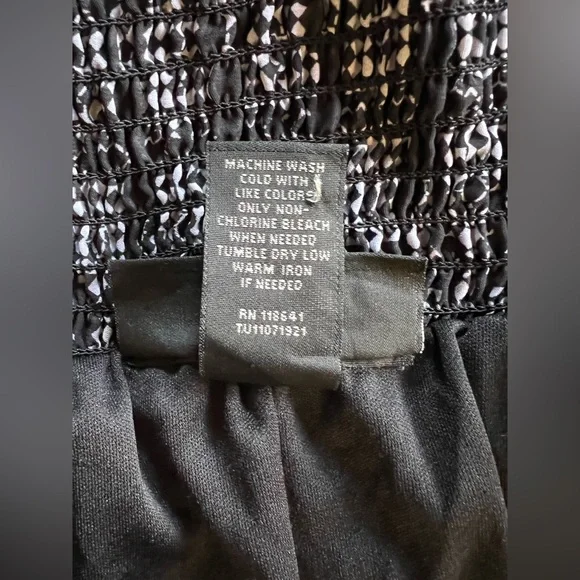 MACHINE WASH
COLD WITH
LIKE COLORS
ONLY NON-
CHLORINE BLEACH
WHEN NEEDED
TUMBLE DRY LOW
WARM IRON
IF NEEDED
RN 118641
TU11071921